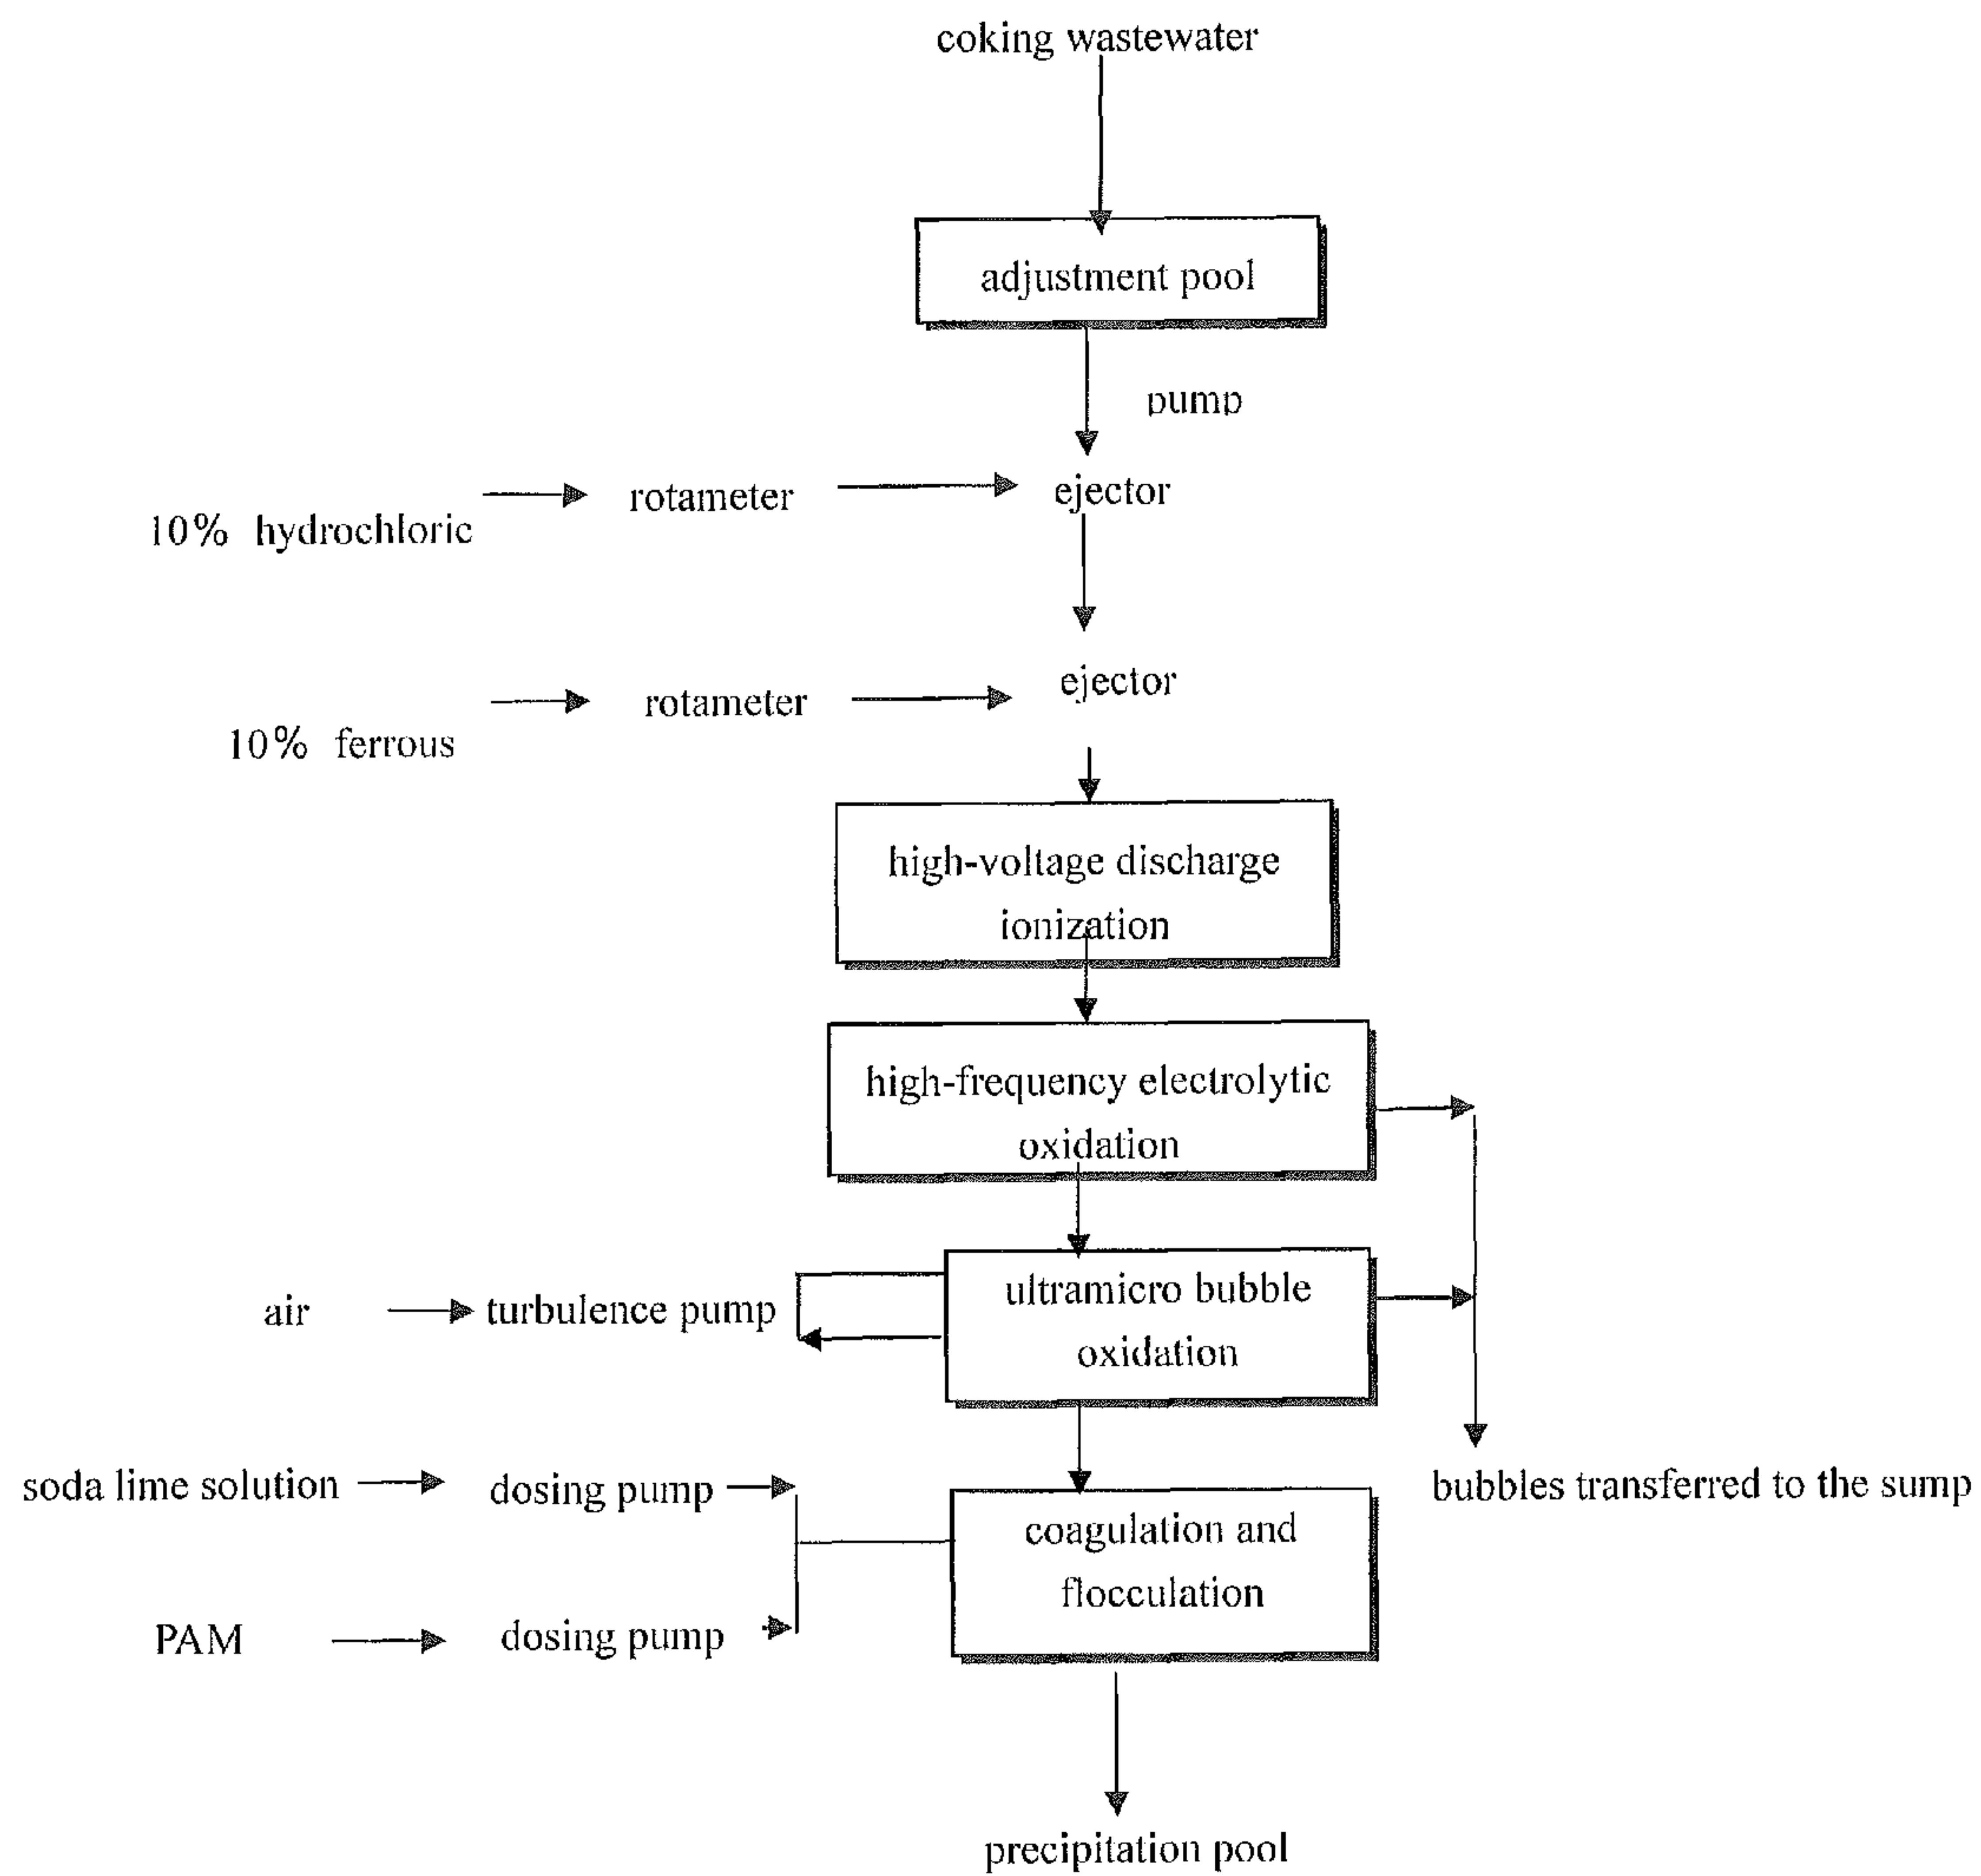 coking wastewater
adjustment pool
pump
10% hydrochloric
rotameter
ejector
10% ferrous
rotameter
ejector
high-voltage discharge
ionization
high-frequency electrolytic
oxidation
air
turbulence pump
ultramicro bubble
oxidation
soda lime solution
dosing pump
bubbles transferred to the sump
coagulation and
flocculation
PAM
dosing pump
precipitation pool